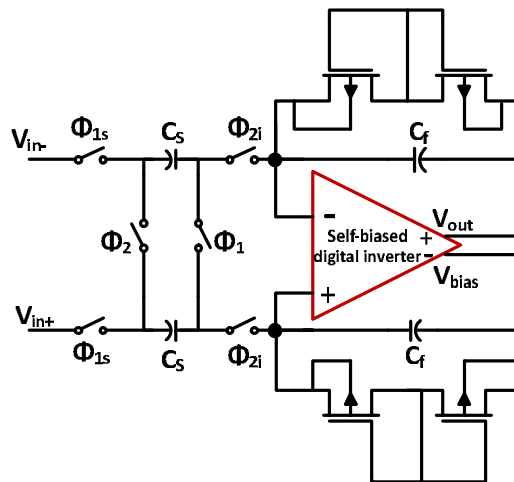 Φ1s
CS
Φ2i
Cf
Vin-
Φ2
Φ1
-
Self-biased
digital inverter
+
-
Vout
Vbias
+
Vin+
Φ1s
CS
Φ2i
Cf